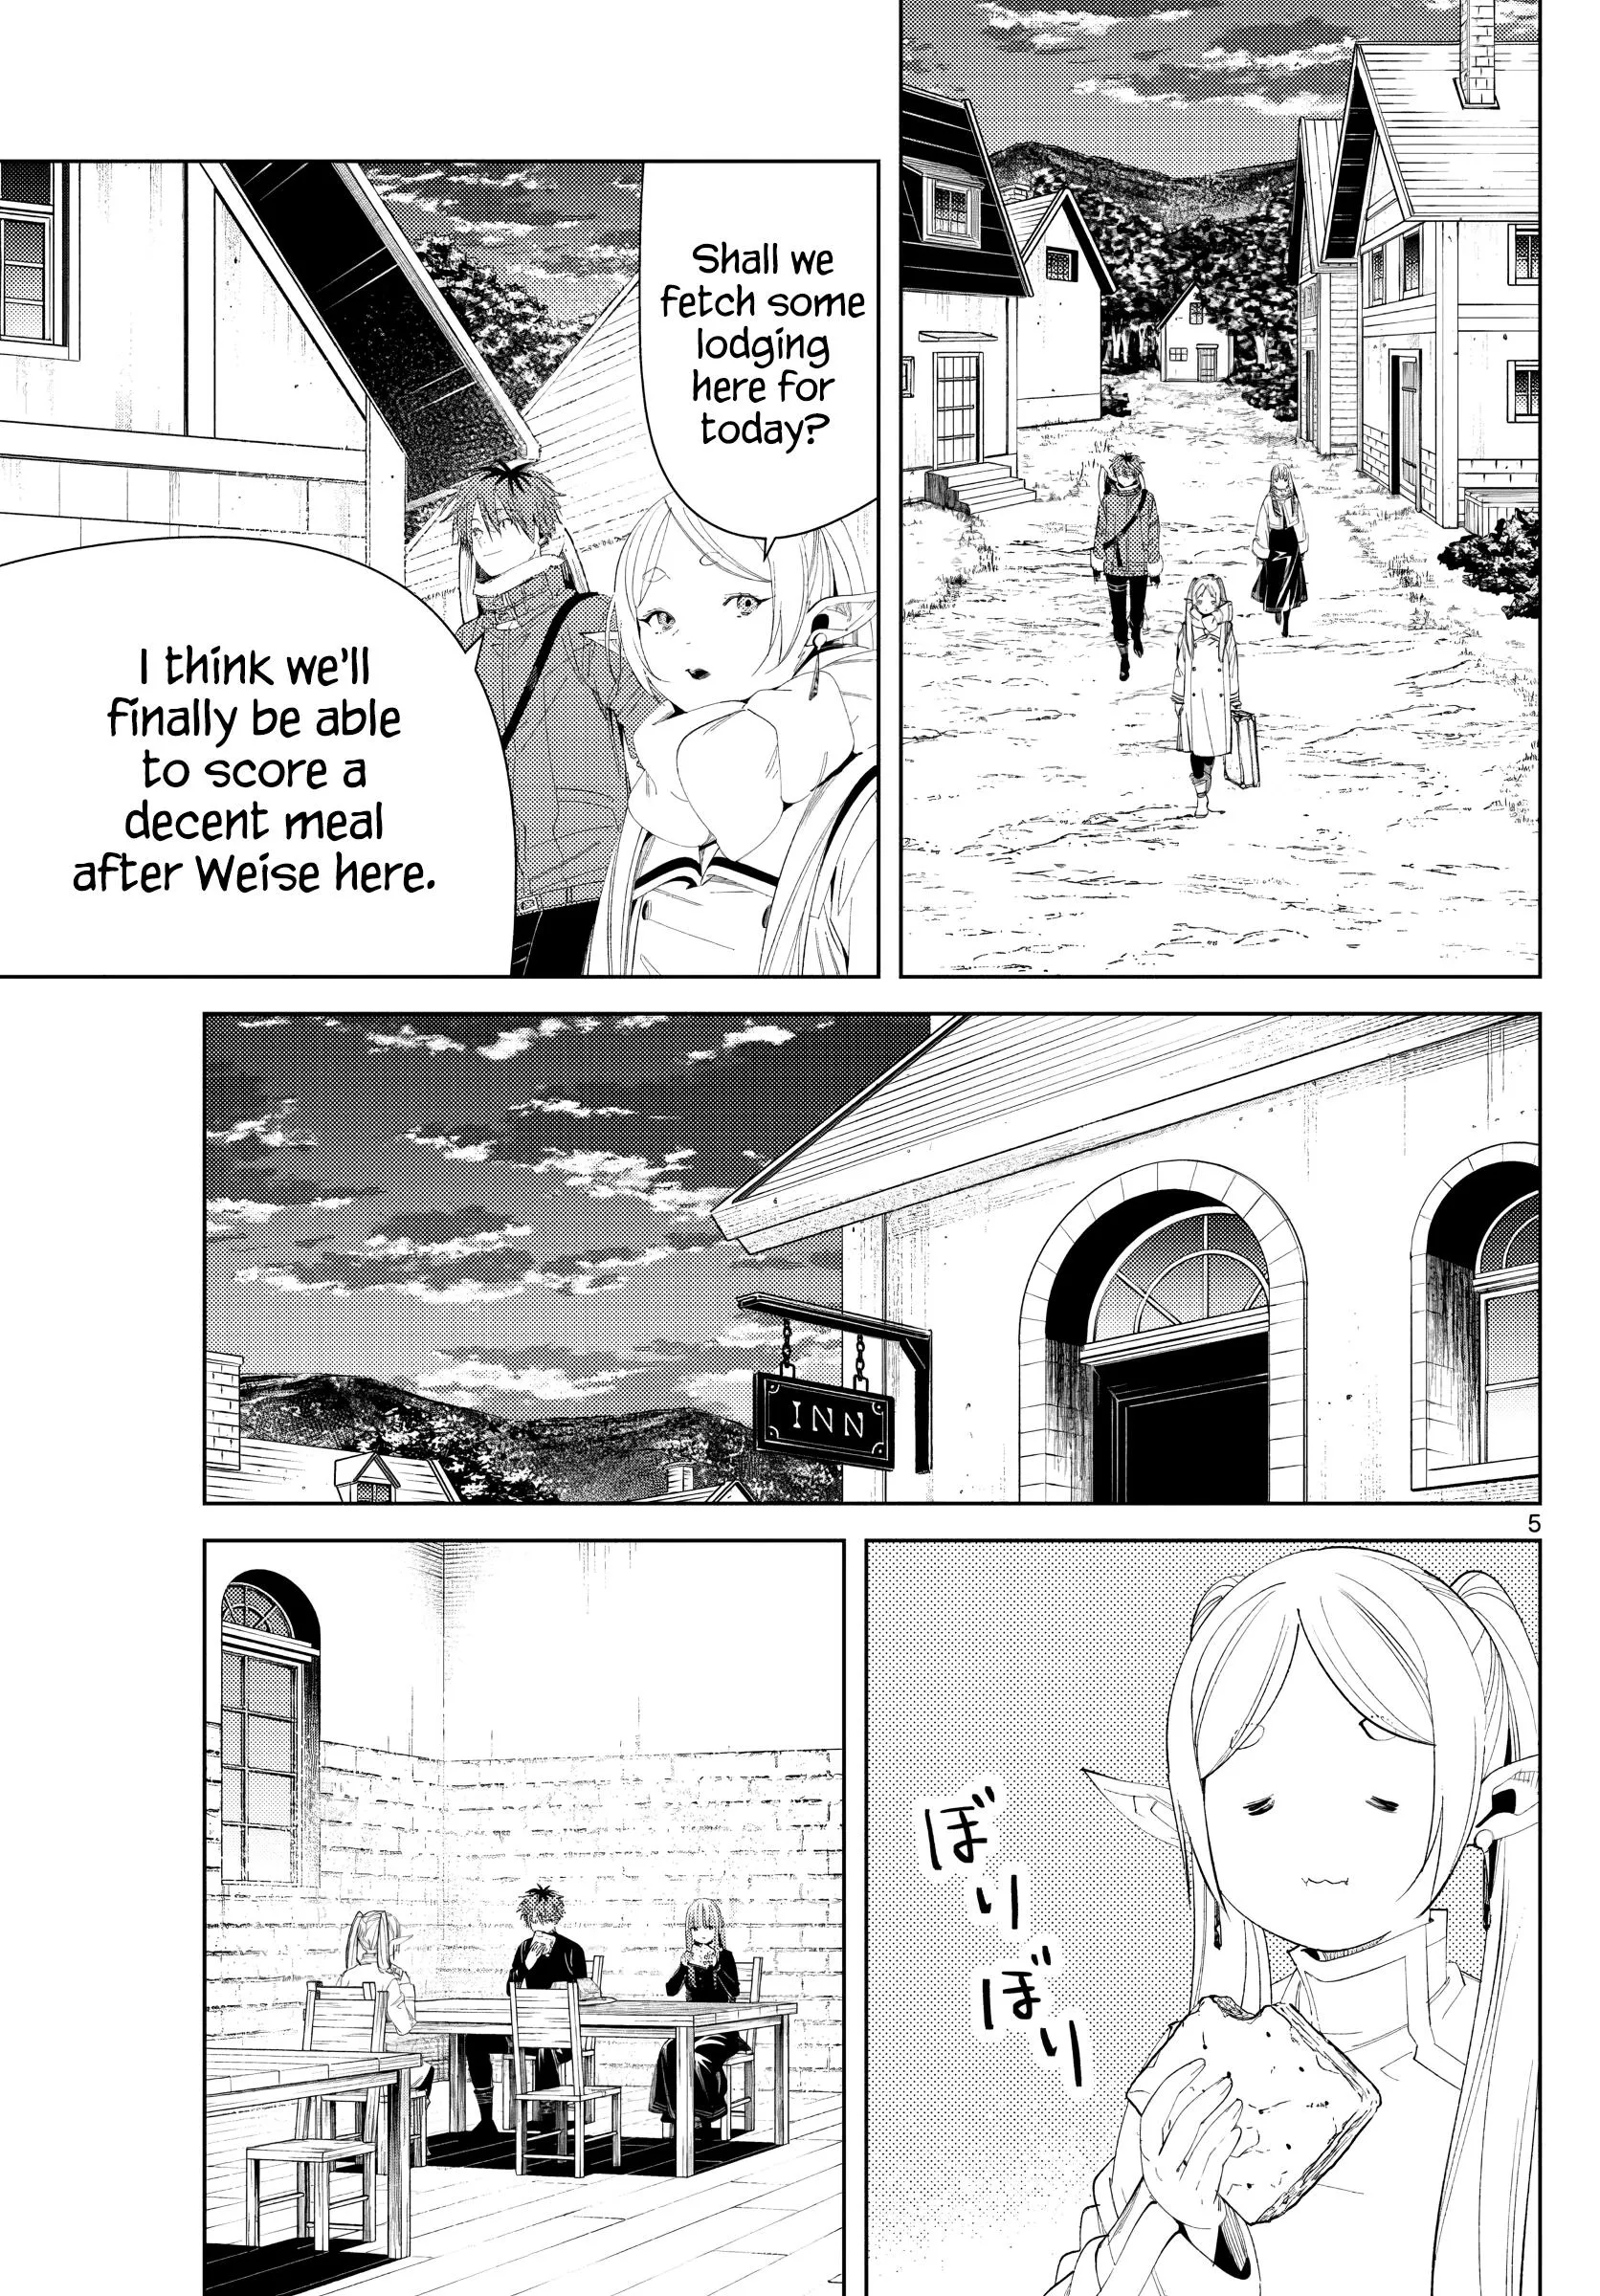 Shall we
fetch some
lodging
here for
today?
I think we'll
finally be able
to score a
decent meal
after Weise here.
INN
5
ぼり
ぼり